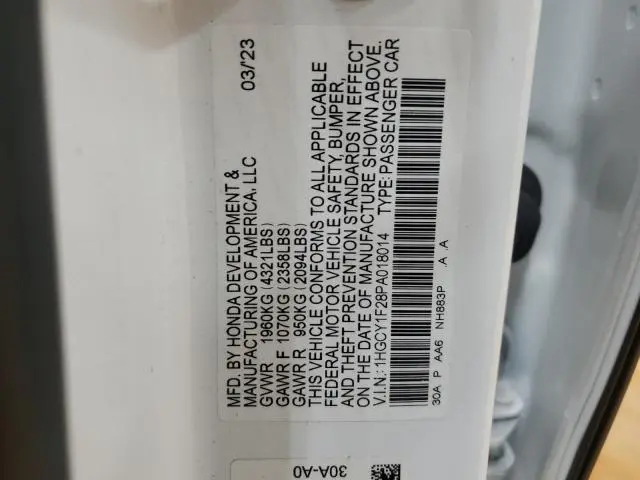 MFD. BY HONDA DEVELOPMENT & 03/'23
MANUFACTURING OF AMERICA, LLC
GVWR 1960KG (4321LBS)
GAWR F 1070KG (2358LBS)
GAWR R 950KG (2094LBS)
THIS VEHICLE CONFORMS TO ALL APPLICABLE
FEDERAL MOTOR VEHICLE SAFETY, BUMPER,
AND THEFT PREVENTION STANDARDS IN EFFECT
ON THE DATE OF MANUFACTURE SHOWN ABOVE.
V.I.N.:1HGCY1F28PA018014 TYPE: PASSENGER CAR
30A P AA6 NH883P .A .A
30A-A0